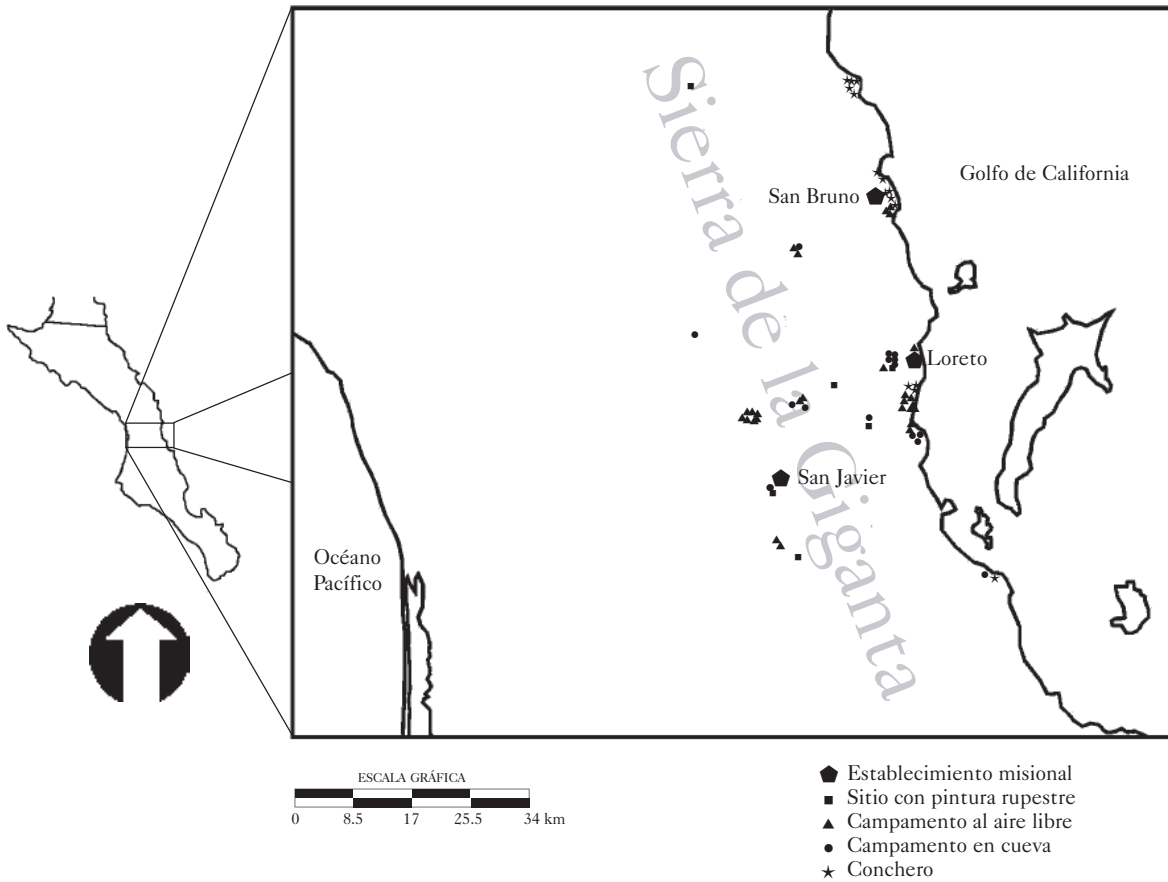 Sierra de la Giganta
Golfo de California
San Bruno
Loreto
San Javier
Océano
Pacífico
ESCALA GRÁFICA
0 8.5 17 25.5 34 km
Establecimiento misional
Sitio con pintura rupestre
Campamento al aire libre
Campamento en cueva
Conchero